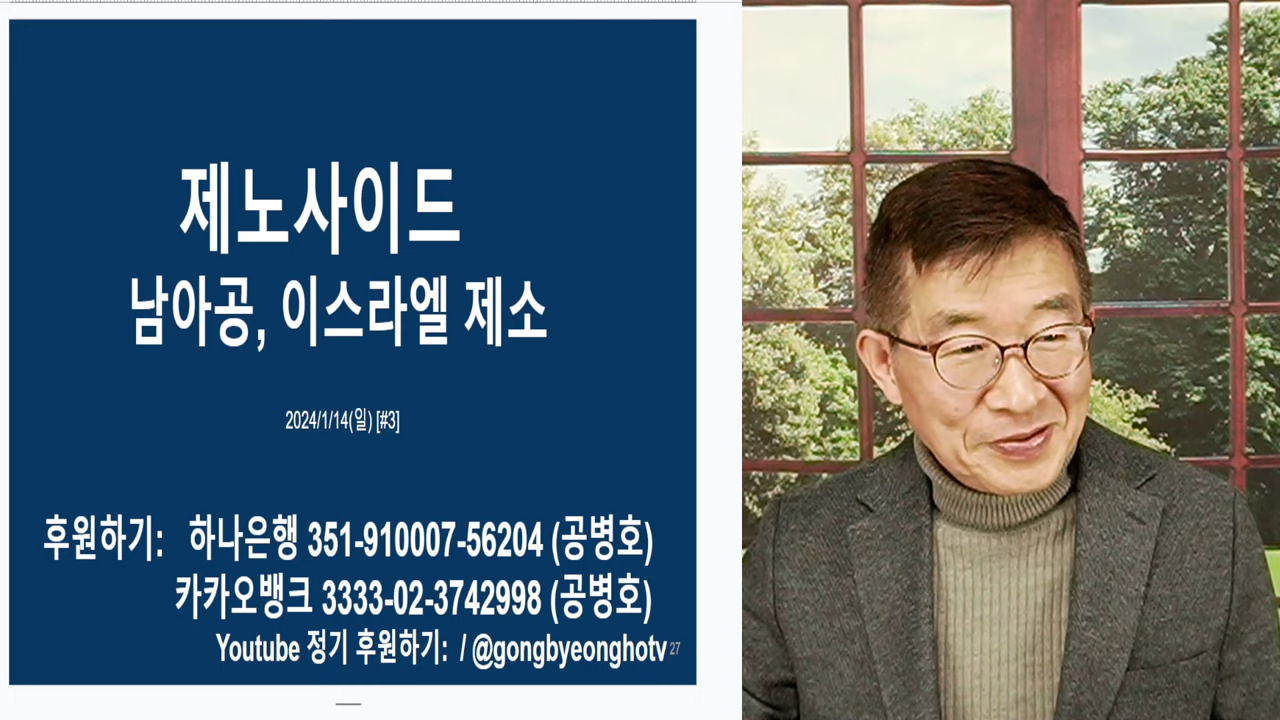 제노사이드
남아공, 이스라엘 제소
2024/1/14(일) [#3]
후원하기: 하나은행 351-910007-56204 (공병호)
카카오뱅크 3333-02-3742998 (공병호)
Youtube 정기 후원하기: / @gongbyeonghotv
27